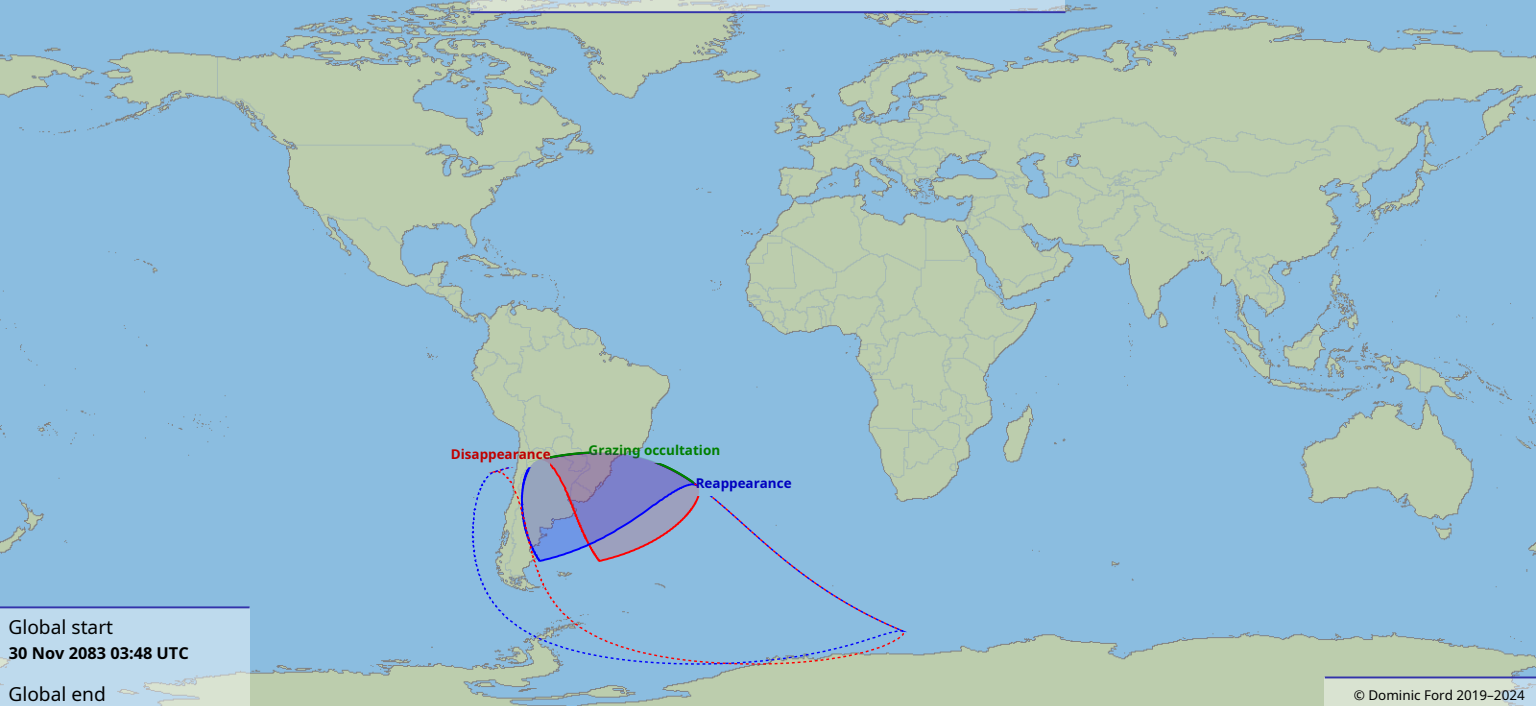 Grazing occultation
Disappearance
Reappearance
Global start
30 Nov 2083 03:48 UTC
Global end
© Dominic Ford 2019–2024